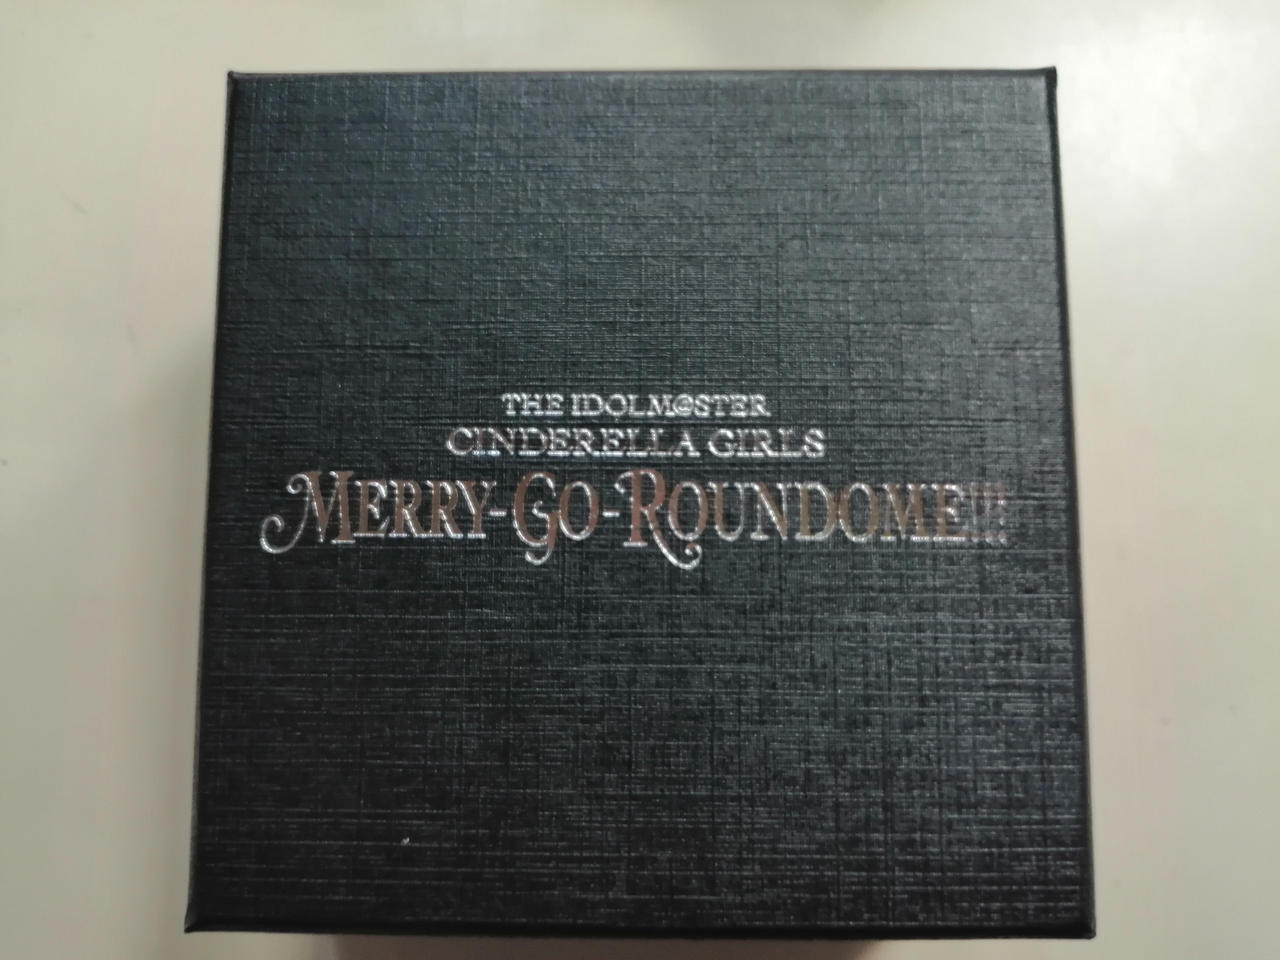 THE IDOLM@STER
CINDERELLA GIRLS
MERRY-GO-ROUNDOME!!!